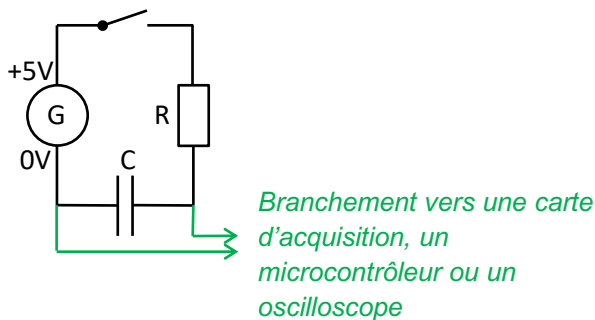 +5V
G
R
0V
C
Branchement vers une carte
d’acquisition, un
microcontrôleur ou un
oscilloscope